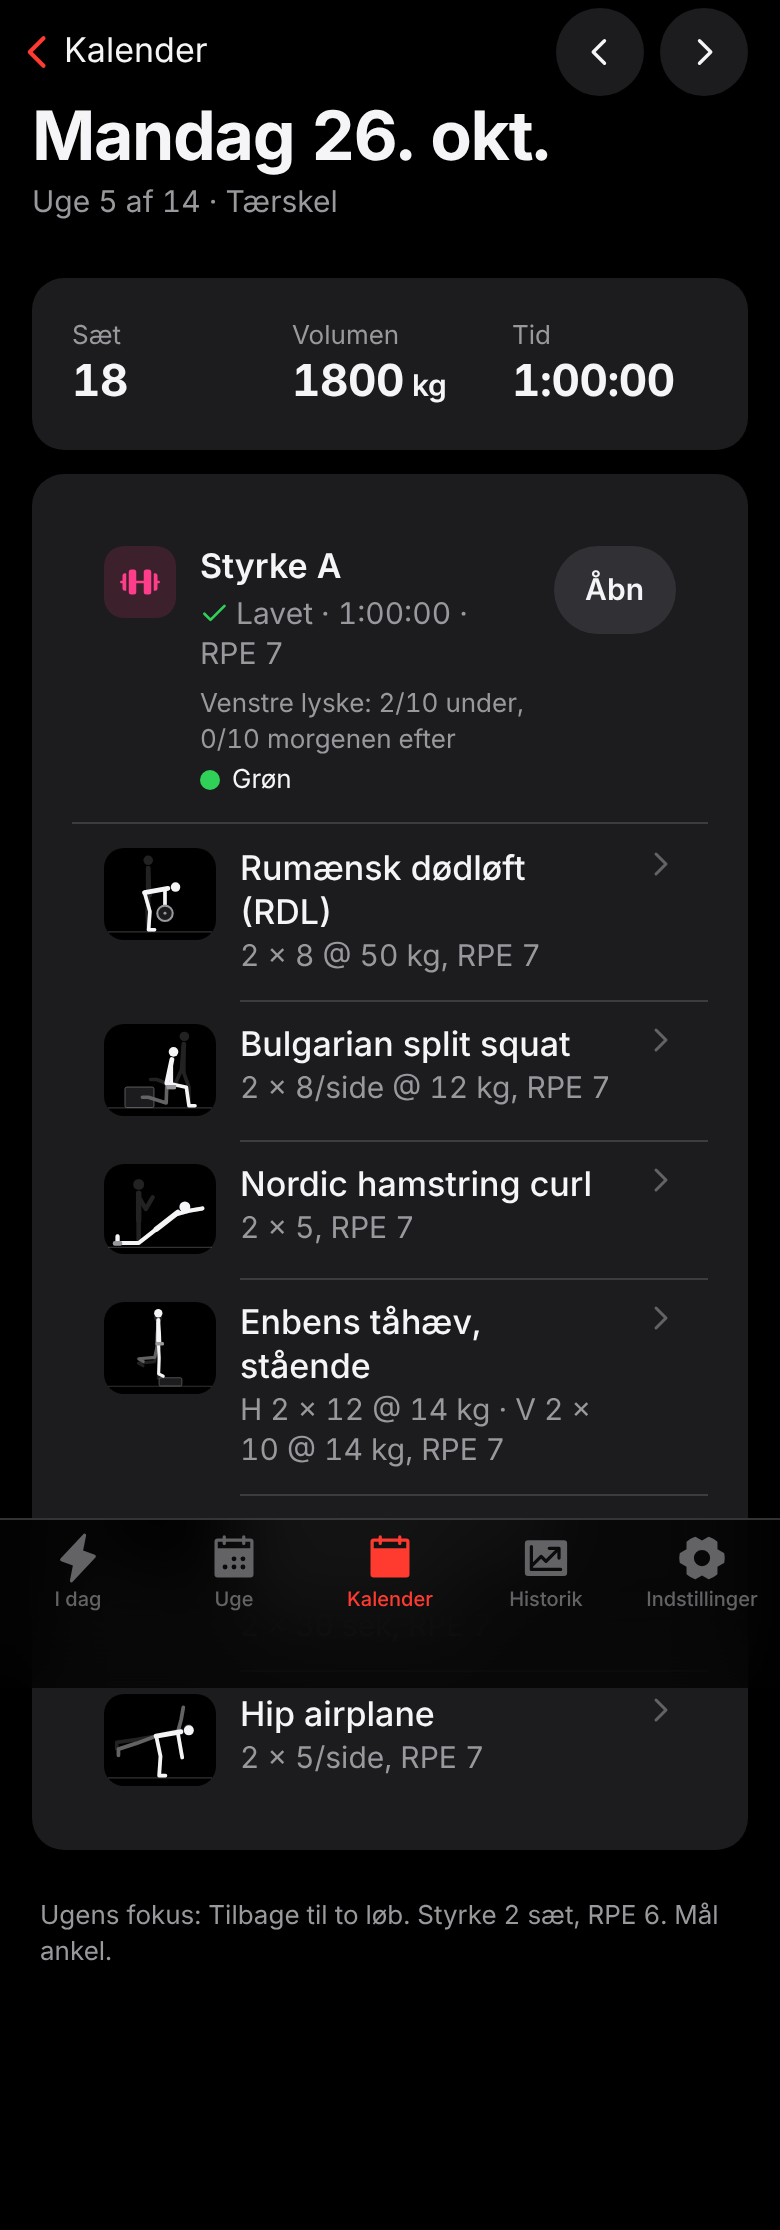 Kalender
Mandag 26. okt.
Uge 5 af 14 · Tærskel
Sæt
18
Volumen
1800 kg
Tid
1:00:00
Styrke A
Åbn
Lavet · 1:00:00 ·
RPE 7
Venstre lyske: 2/10 under,
0/10 morgenen efter
Grøn
Rumænsk dødløft
(RDL)
2 × 8 @ 50 kg, RPE 7
Bulgarian split squat
2 × 8/side @ 12 kg, RPE 7
Nordic hamstring curl
2 × 5, RPE 7
Enbens tåhæv,
stående
H 2 × 12 @ 14 kg · V 2 ×
10 @ 14 kg, RPE 7
I dag
Uge
Kalender
Historik
Indstillinger
Hip airplane
2 × 5/side, RPE 7
Ugens fokus: Tilbage til to løb. Styrke 2 sæt, RPE 6. Mål
ankel.